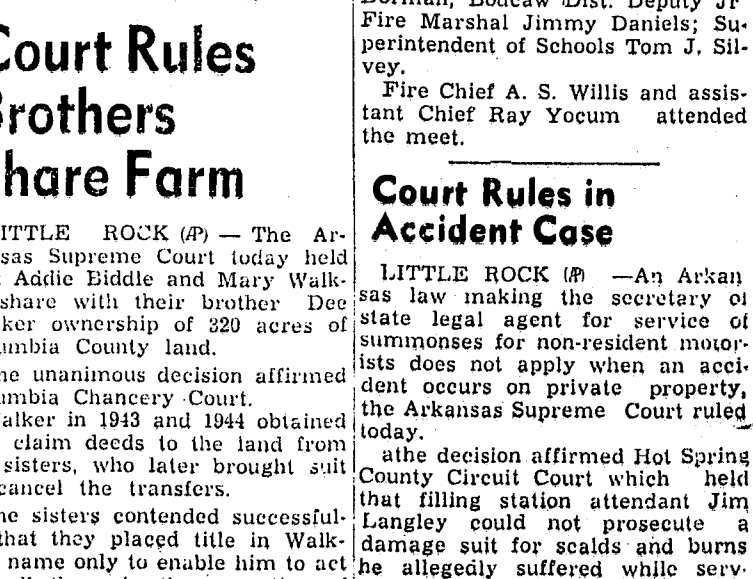 Court Rules
Brothers
Share Farm
LITTLE ROCK (AP) — The Ar-
sas Supreme Court today held
Addie Biddle and Mary Walk-
share with their brother Dee
ker ownership of 320 acres of
umbia County land.
he unanimous decision affirmed
umbia Chancery Court.
Walker in 1943 and 1944 obtained
claim deeds to the land from
sisters, who later brought suit
cancel the transfers.
he sisters contended successful-
that they placed title in Walk-
name only to enable him to act
Fire Marshal Jimmy Daniels; Su-
perintendent of Schools Tom J. Sil-
vey.
Fire Chief A. S. Willis and assis-
tant Chief Ray Yocum attended
the meet.
Court Rules in
Accident Case
LITTLE ROCK (AP) —An Arkan
sas law making the secretary of
state legal agent for service of
summonses for non-resident motor-
ists does not apply when an acci-
dent occurs on private property,
the Arkansas Supreme Court ruled
today.
athe decision affirmed Hot Spring
County Circuit Court which held
that filling station attendant Jim
Langley could not prosecute a
damage suit for scalds and burns
he allegedly suffered while serv-